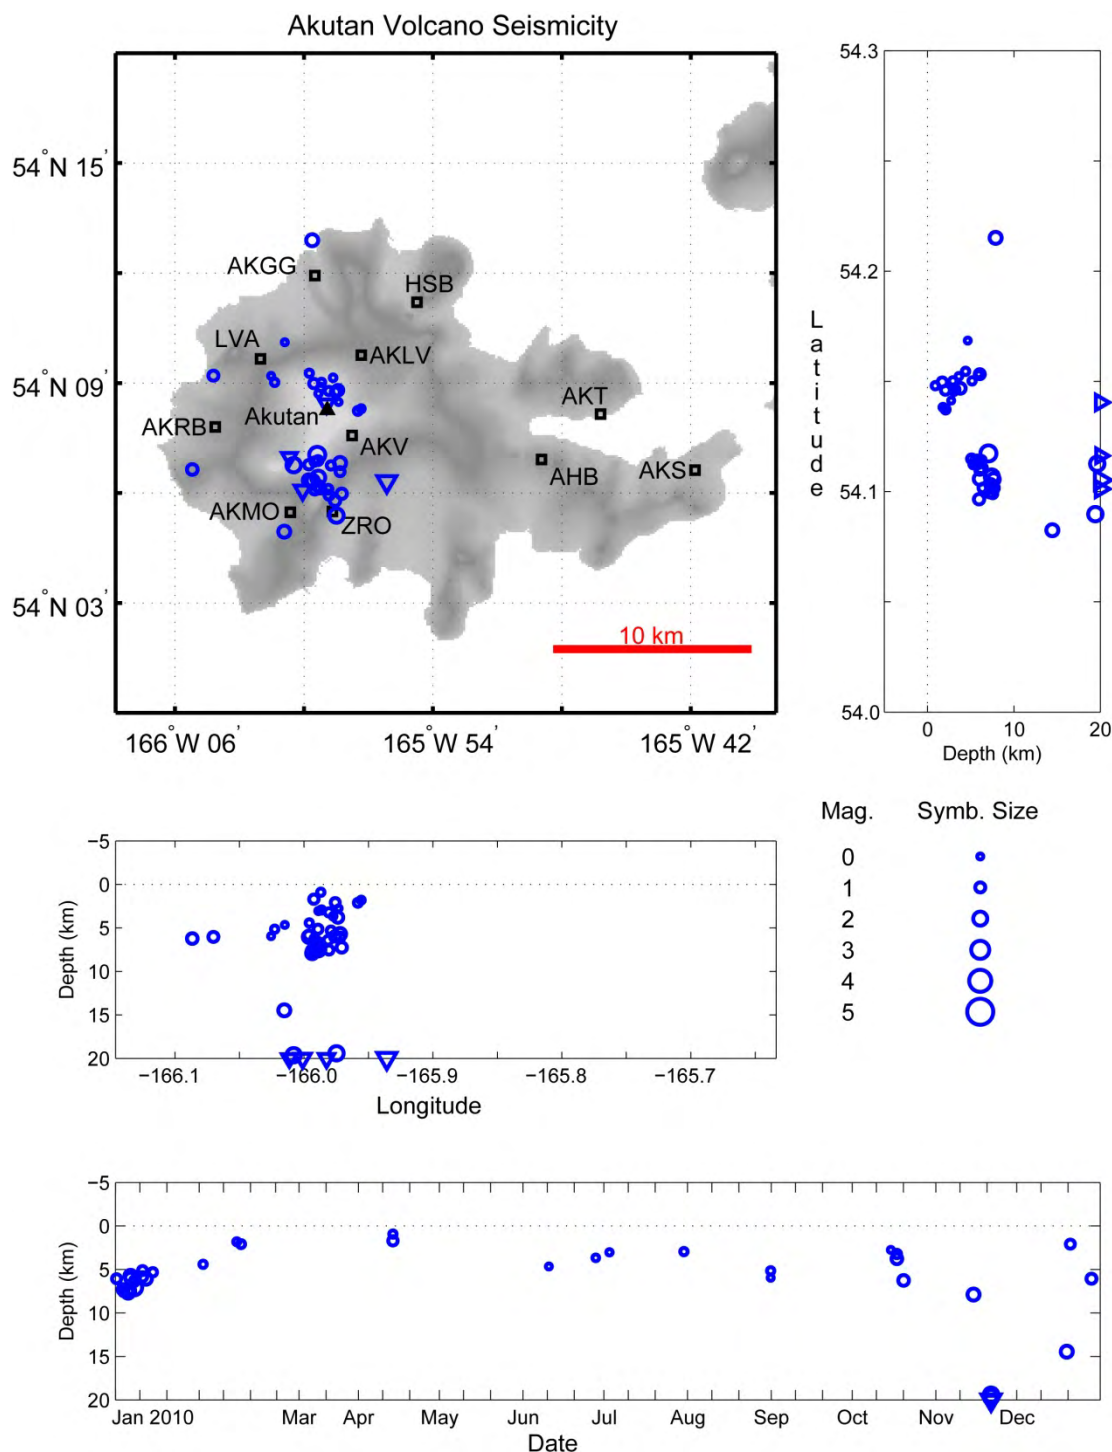 Akutan Volcano Seismicity
54°N 15'
54°N 09'
54°N 03'
AKGG
HSB
LVA
AKLV
AKRB
Akutan
AKV
AKT
AHB
AKS
AKMO
ZRO
10 km
166°W 06'
165°W 54'
165°W 42'
54.3
54.2
54.1
54.0
Latitude
0
10
20
Depth (km)
Mag.
Symb. Size
0
1
2
3
4
5
−5
0
5
10
15
20
Depth (km)
−166.1
−166.0
−165.9
−165.8
−165.7
Longitude
−5
0
5
10
15
20
Depth (km)
Jan 2010
Mar
Apr
May
Jun
Jul
Aug
Sep
Oct
Nov
Dec
Date